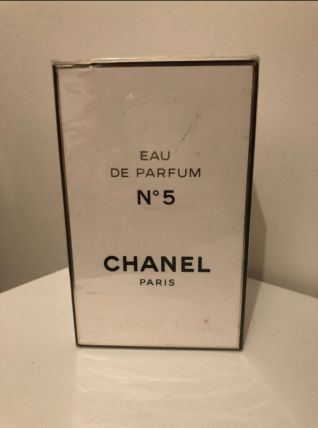 EAU
DE PARFUM
N°5
CHANEL
PARIS